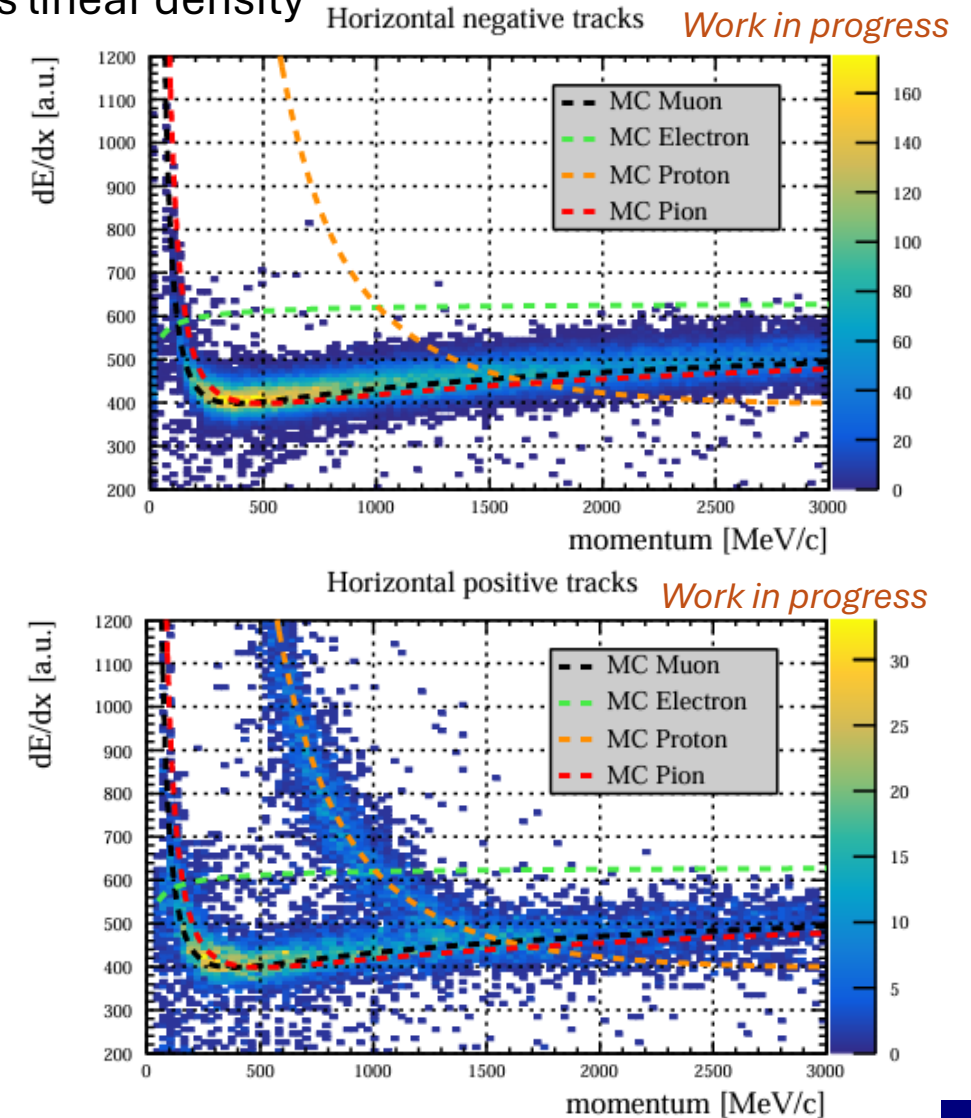 s linear density
Horizontal negative tracks
Work in progress
dE/dx [a.u.]
1200
1100
1000
900
800
700
600
500
400
300
200
MC Muon
MC Electron
MC Proton
MC Pion
160
140
120
100
80
60
40
20
0
0 500 1000 1500 2000 2500 3000
momentum [MeV/c]
Horizontal positive tracks
Work in progress
dE/dx [a.u.]
1200
1100
1000
900
800
700
600
500
400
300
200
MC Muon
MC Electron
MC Proton
MC Pion
30
25
20
15
10
5
0
0 500 1000 1500 2000 2500 3000
momentum [MeV/c]